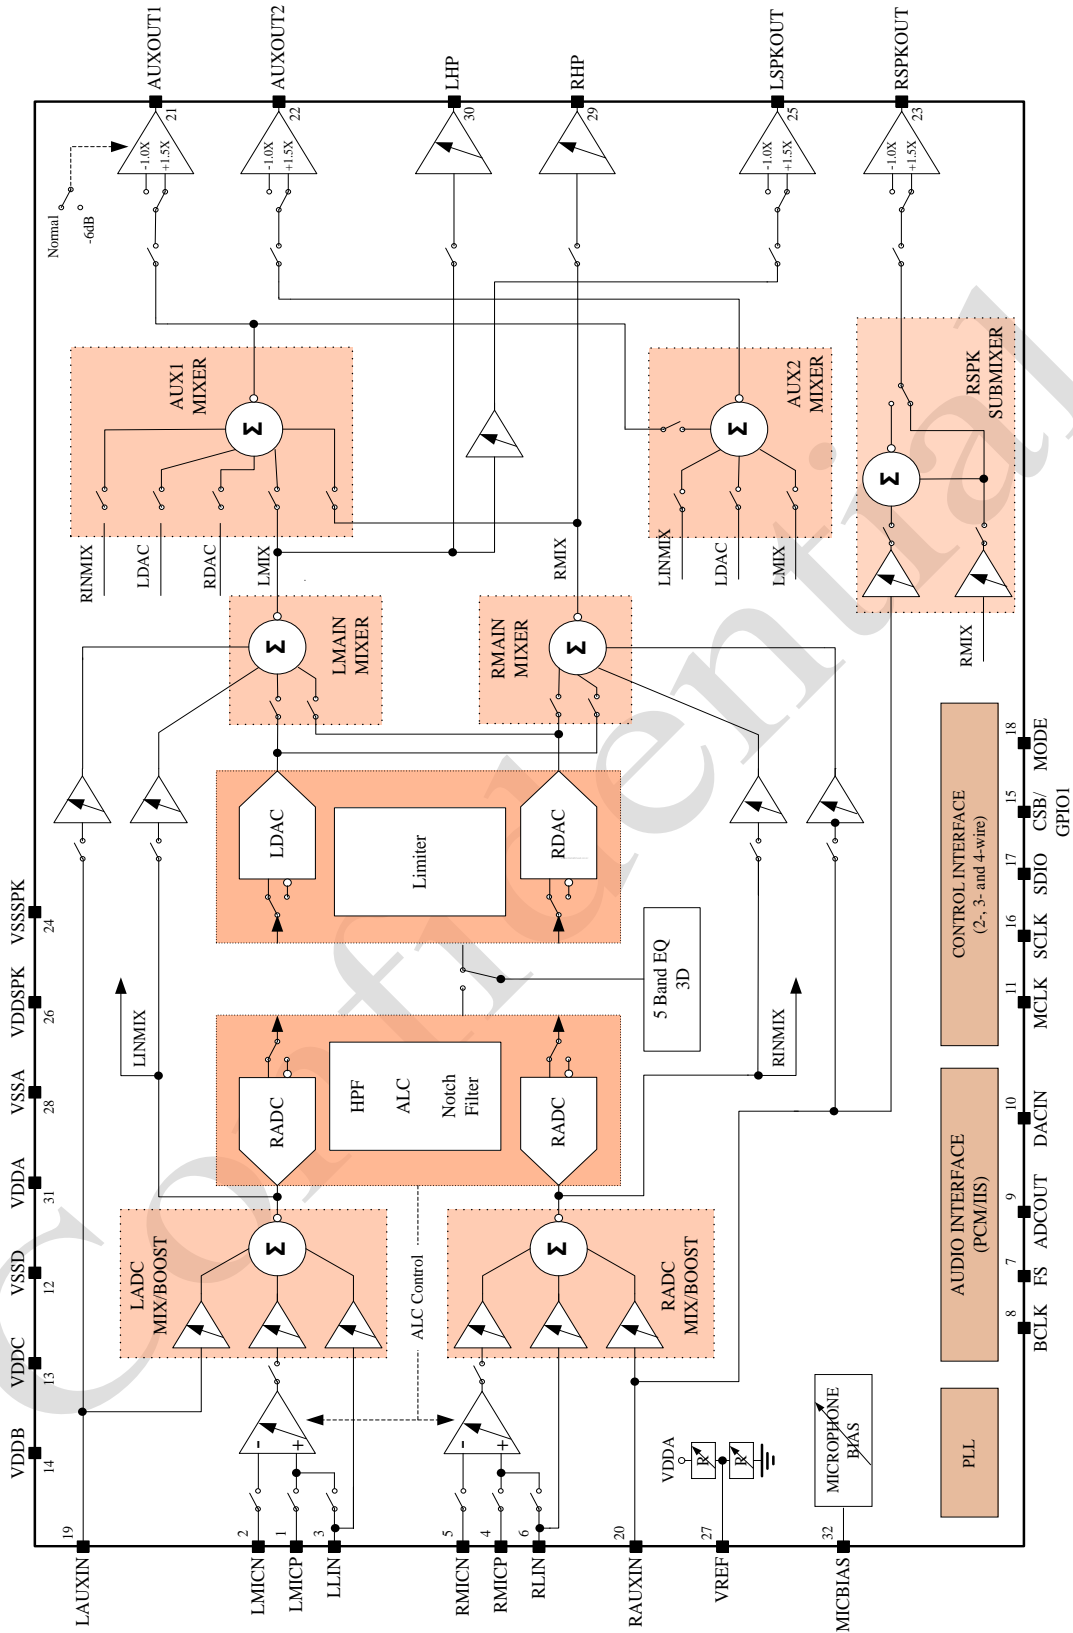 AUXOUT1
AUXOUT2
LHP
RHP
LSPKOUT
RSPKOUT
21
22
30
29
25
23
Normal
-6dB
-1.0X
+1.5X
-1.0X
+1.5X
-1.0X
+1.5X
-1.0X
+1.5X
AUX1
MIXER
Σ
RINMIX
LDAC
RDAC
LMIX
RMIX
AUX2
MIXER
Σ
LINMIX
LDAC
LMIX
RSPK
SUBMIXER
Σ
RMIX
LMAIN
MIXER
Σ
RMAIN
MIXER
Σ
LDAC
Limiter
RDAC
5 Band EQ
3D
LINMIX
RINMIX
RADC
HPF
ALC
Notch
Filter
RADC
LADC
MIX/BOOST
Σ
RADC
MIX/BOOST
Σ
ALC Control
-
+
-
+
VSSSPK
24
VDDSPK
26
VSSA
28
VDDA
31
VSSD
12
VDDC
13
VDDB
14
LAUXIN
19
LMICN
2
LMICP
1
LLIN
3
RMICN
5
RMICP
4
RLIN
6
RAUXIN
20
VREF
27
MICBIAS
32
VDDA
R
R
MICROPHONE
BIAS
PLL
AUDIO INTERFACE
(PCM/IIS)
CONTROL INTERFACE
(2-, 3- and 4-wire)
BCLK
8
FS
7
ADCOUT
9
DACIN
10
MCLK
11
SCLK
16
SDIO
17
CSB/
GPIO1
15
MODE
18
Confidential